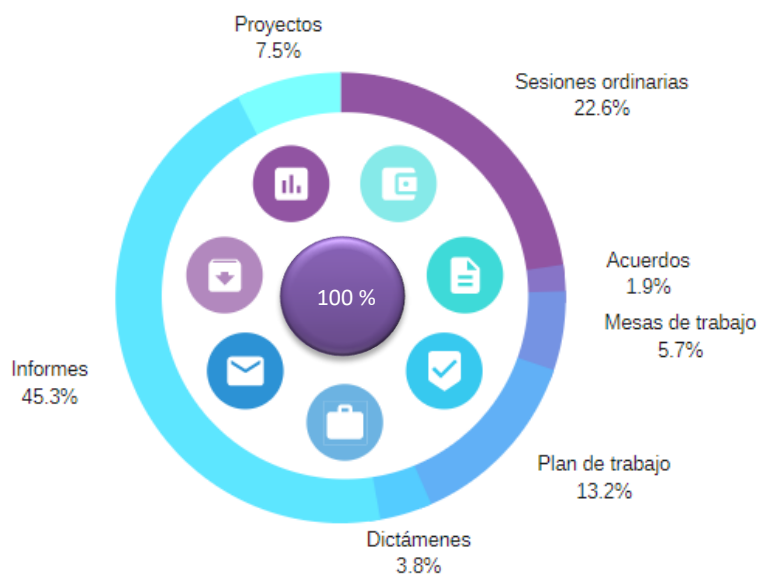 Proyectos
7.5%
Sesiones ordinarias
22.6%
Acuerdos
1.9%
Mesas de trabajo
5.7%
100 %
Informes
45.3%
Plan de trabajo
13.2%
Dictámenes
3.8%